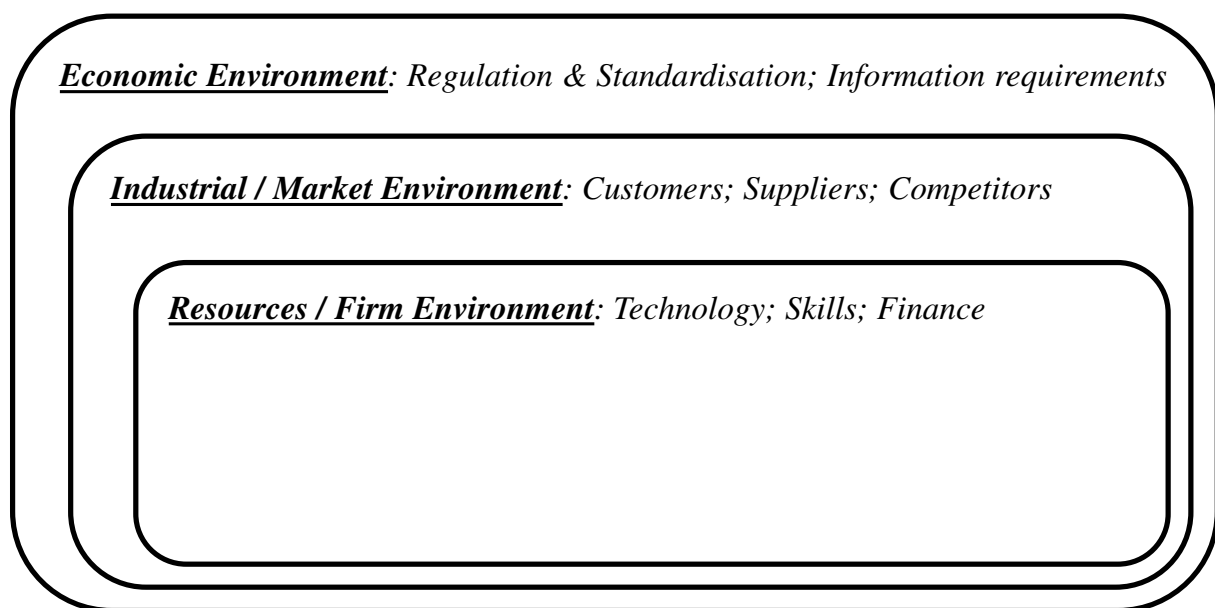 Economic Environment: Regulation & Standardisation; Information requirements
Industrial / Market Environment: Customers; Suppliers; Competitors
Resources / Firm Environment: Technology; Skills; Finance